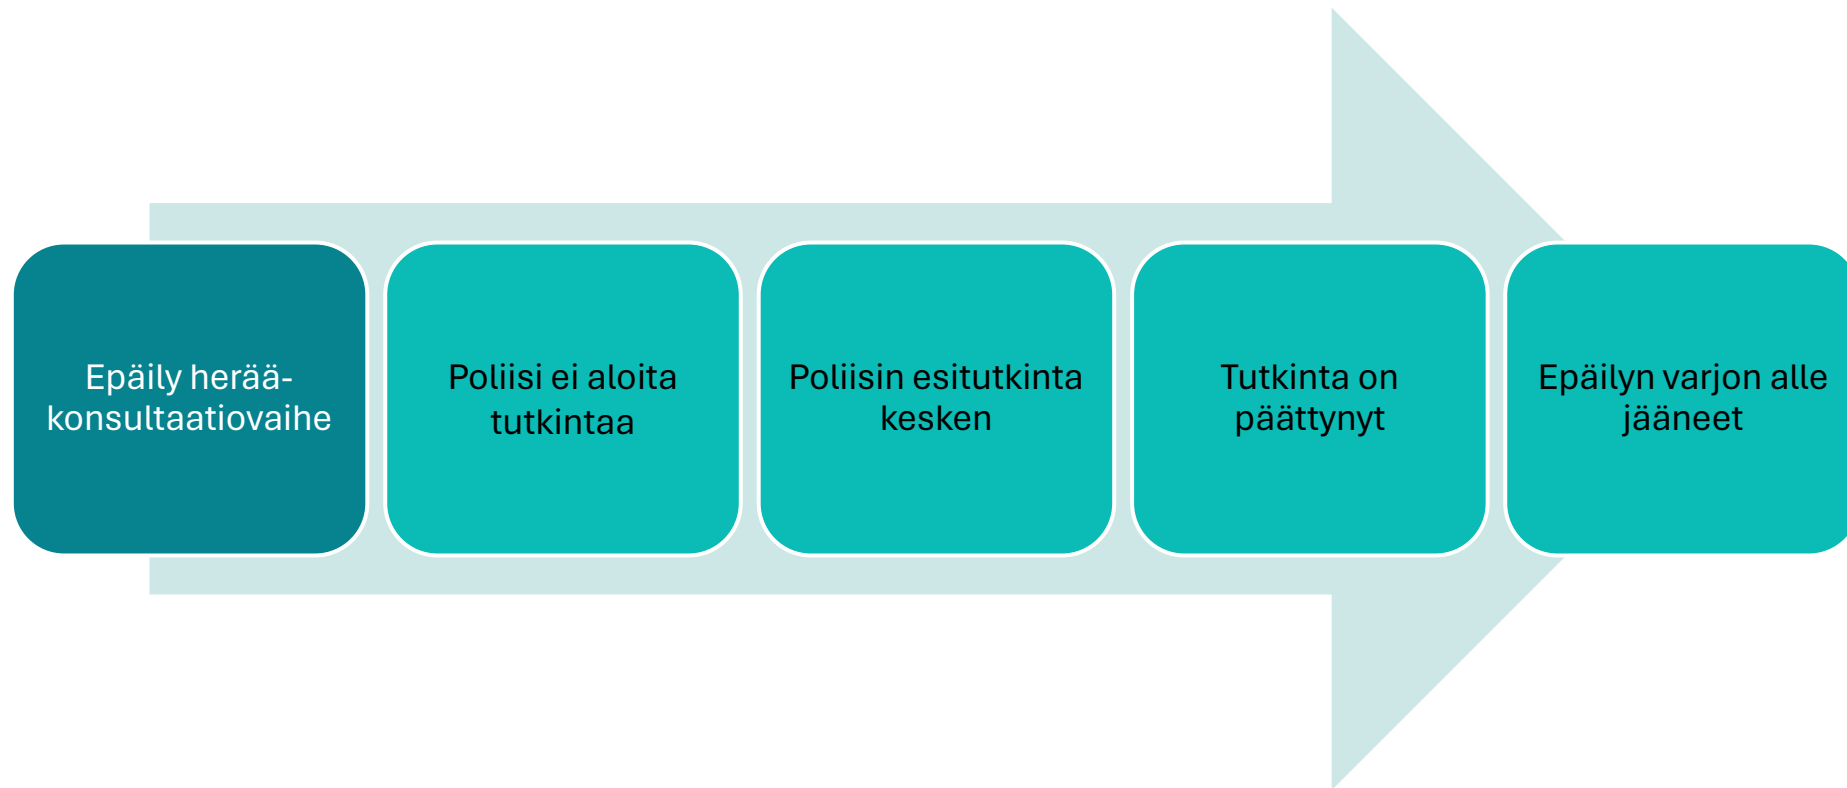 Epäily herää-
konsultaatiovaihe
Poliisi ei aloita
tutkintaa
Poliisin esitutkinta
kesken
Tutkinta on
päättynyt
Epäilyn varjon alle
jääneet